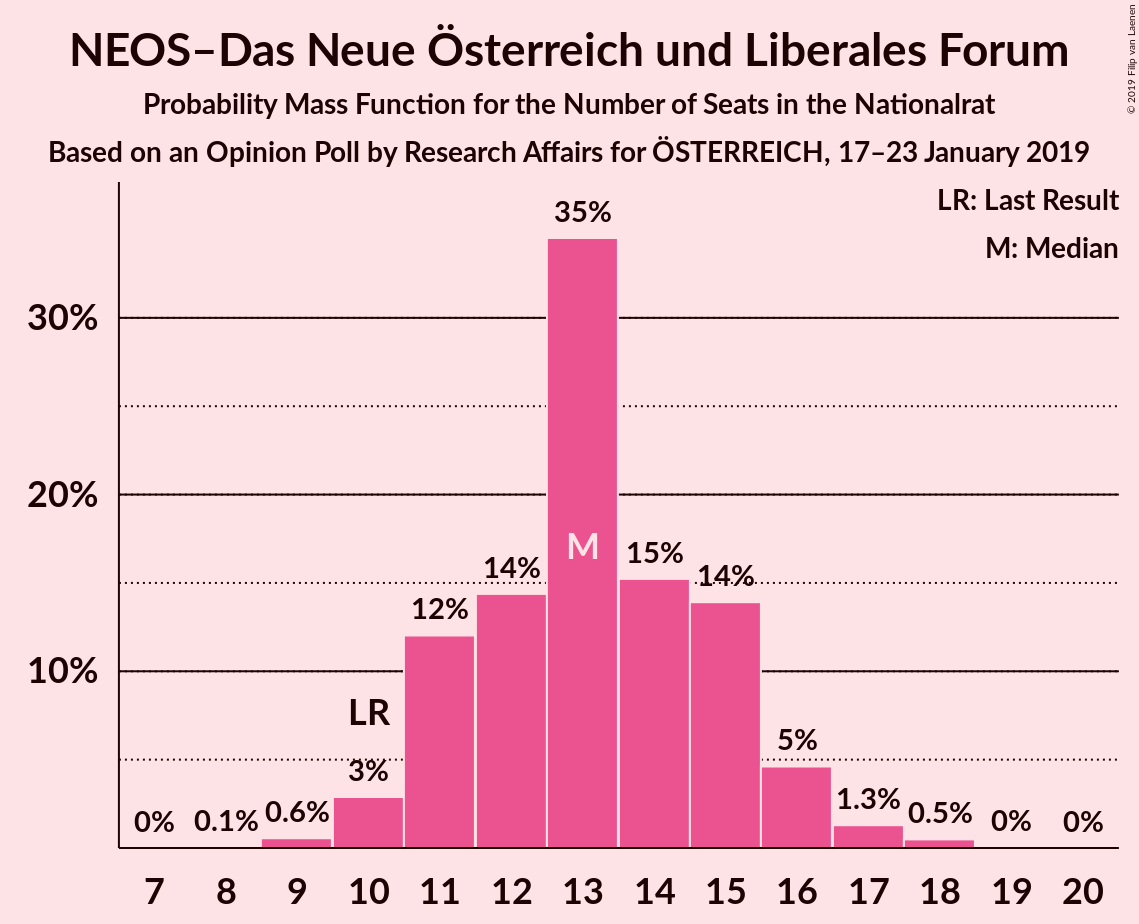 NEOS–Das Neue Österreich und Liberales Forum
Probability Mass Function for the Number of Seats in the Nationalrat
Based on an Opinion Poll by Research Affairs for ÖSTERREICH, 17–23 January 2019
© 2019 Filip van Laenen
LR: Last Result
M: Median
35%
30%
20%
M
15%
14%
14%
12%
10%
LR
5%
3%
1.3%
0.6%
0.5%
0%
0.1%
0%
0%
7 8 9 10 11 12 13 14 15 16 17 18 19 20